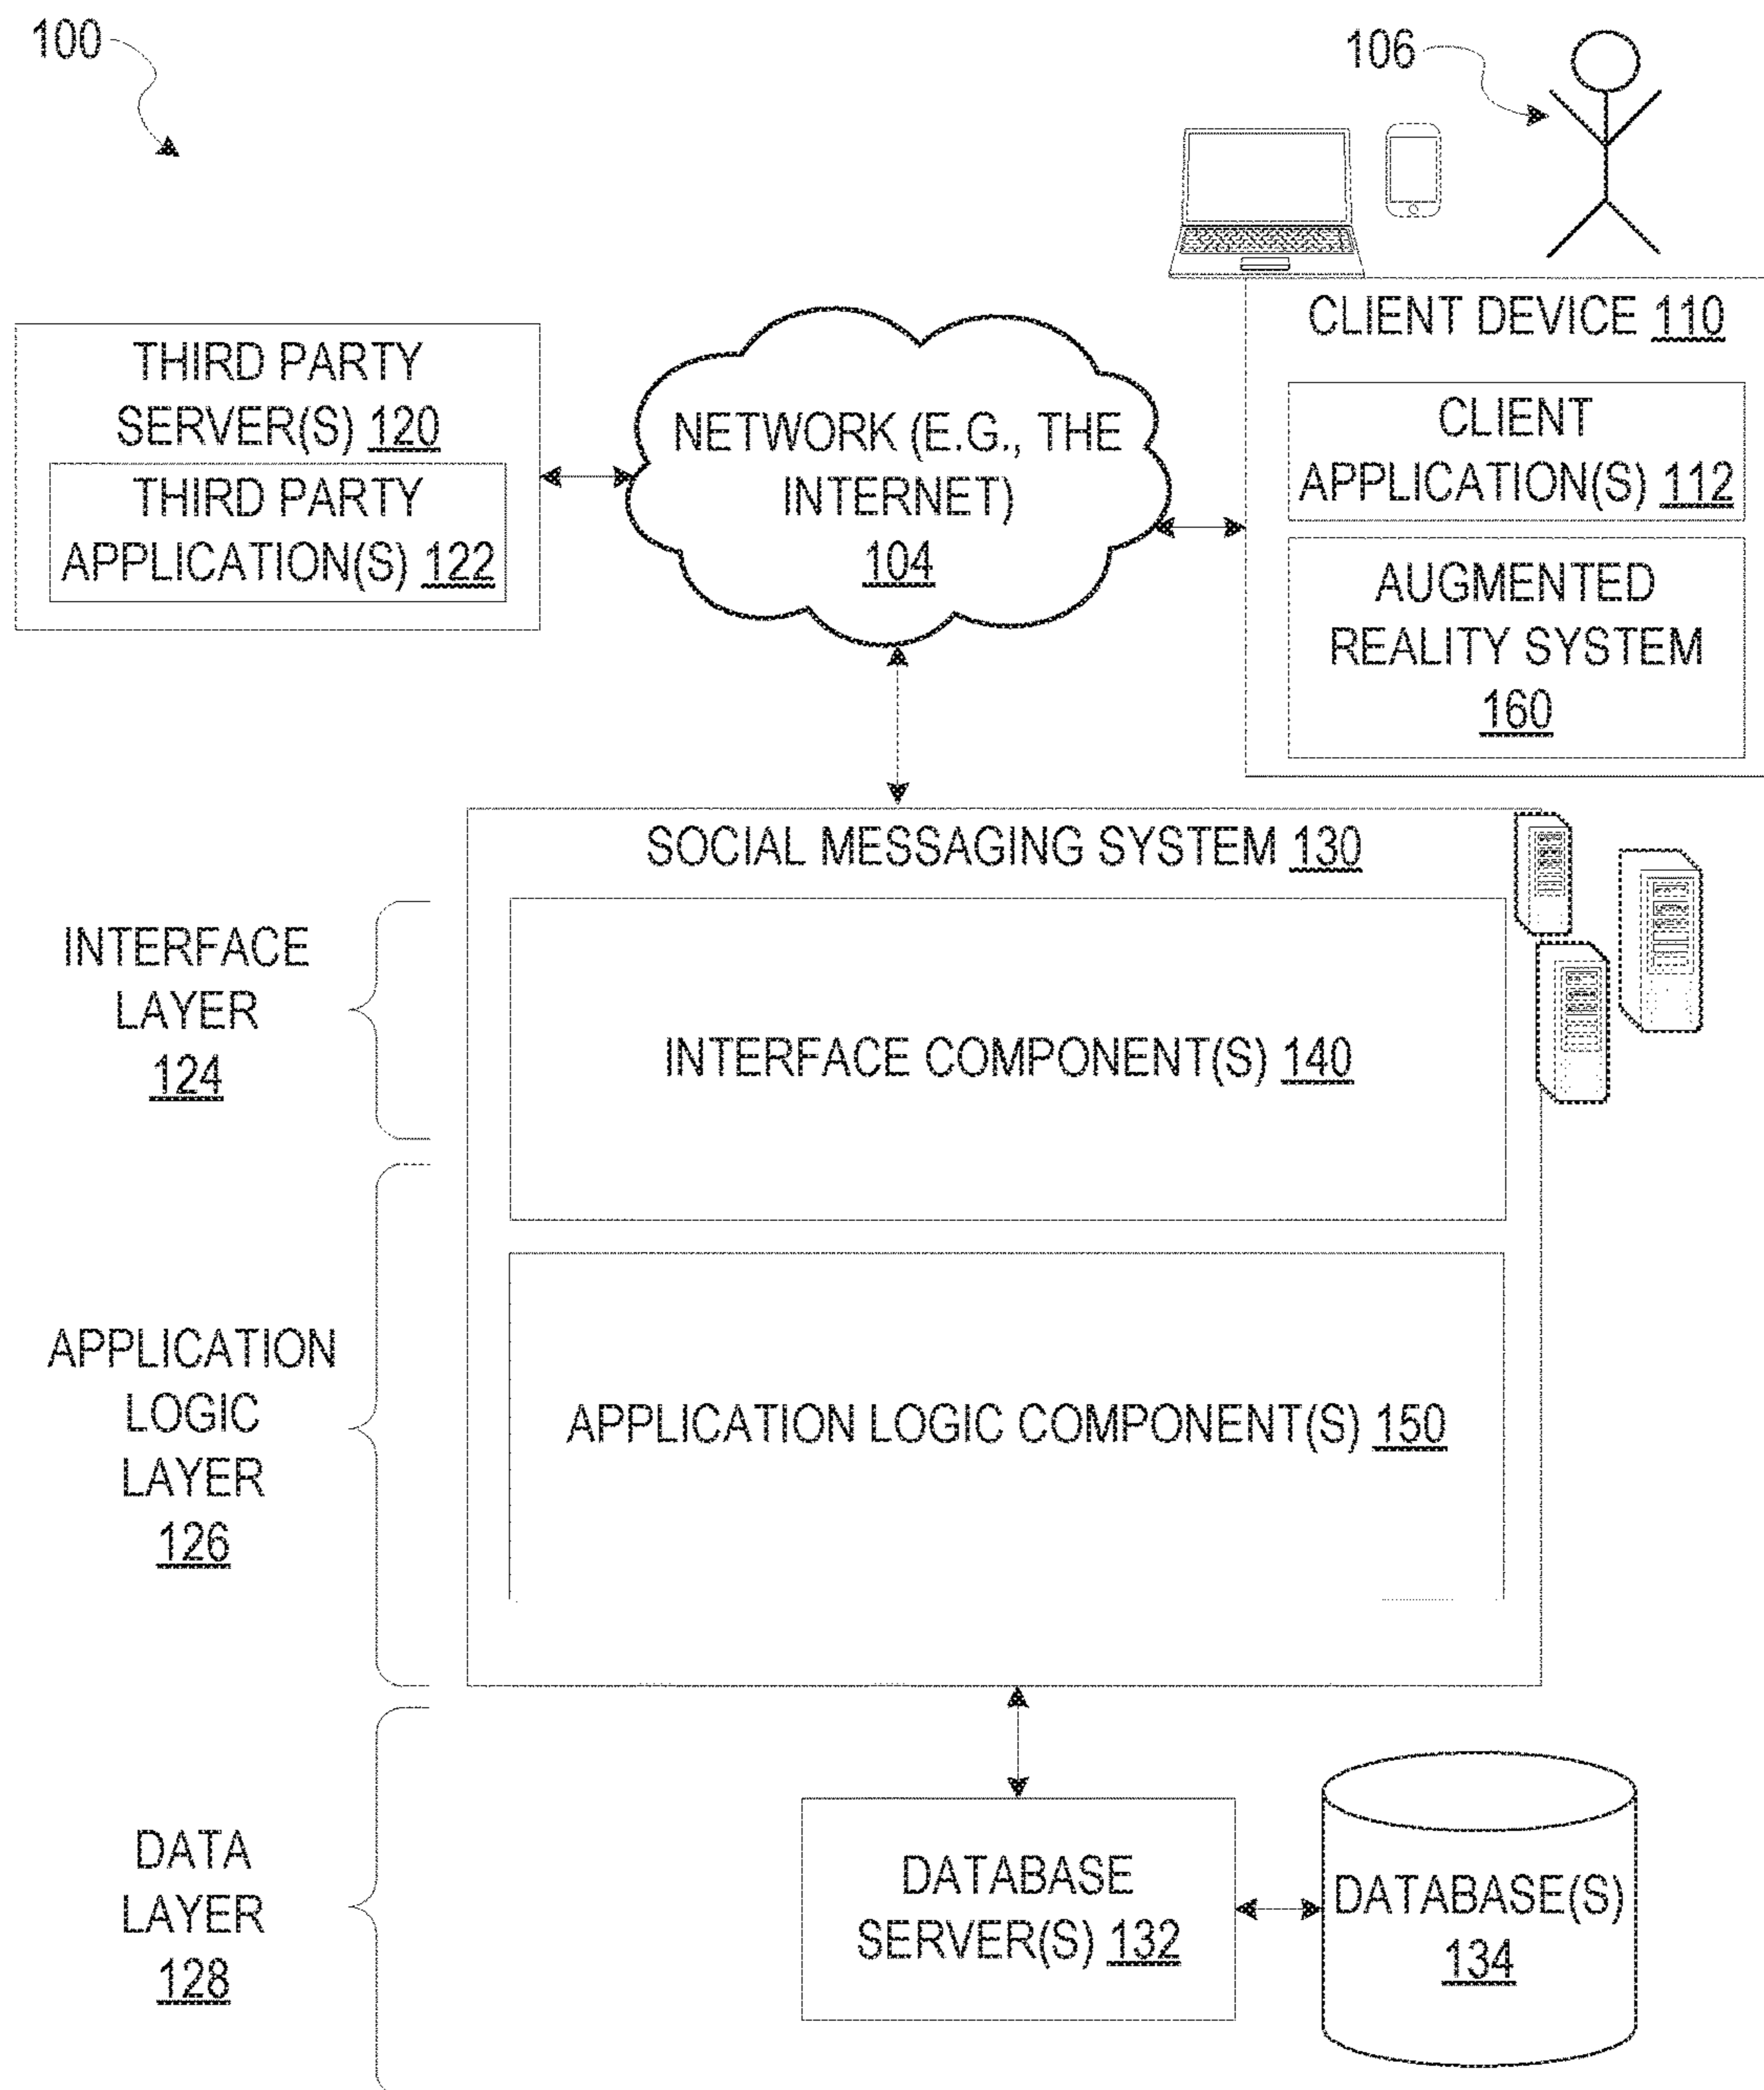 100
106
CLIENT DEVICE 110
CLIENT
APPLICATION(S) 112
AUGMENTED
REALITY SYSTEM
160
THIRD PARTY
SERVER(S) 120
THIRD PARTY
APPLICATION(S) 122
NETWORK (E.G., THE
INTERNET)
104
SOCIAL MESSAGING SYSTEM 130
INTERFACE
LAYER
124
INTERFACE COMPONENT(S) 140
APPLICATION
LOGIC
LAYER
126
APPLICATION LOGIC COMPONENT(S) 150
DATA
LAYER
128
DATABASE
SERVER(S) 132
DATABASE(S)
134